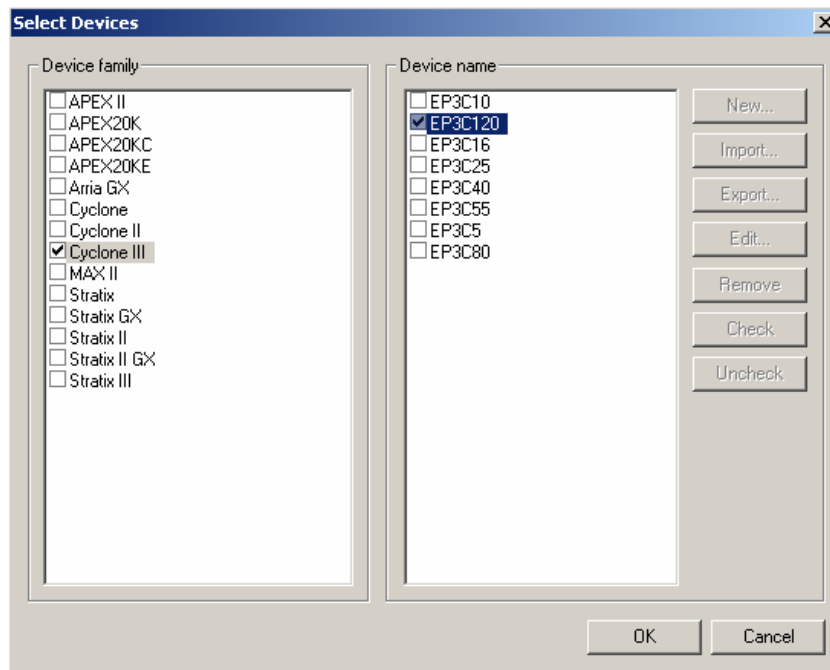 Select Devices
Device family
APEX II
APEX20K
APEX20KC
APEX20KE
Arria GX
Cyclone
Cyclone II
Cyclone III
MAX II
Stratix
Stratix GX
Stratix II
Stratix II GX
Stratix III
Device name
EP3C10
EP3C120
EP3C16
EP3C25
EP3C40
EP3C55
EP3C5
EP3C80
New...
Import...
Export...
Edit...
Remove
Check
Uncheck
OK
Cancel